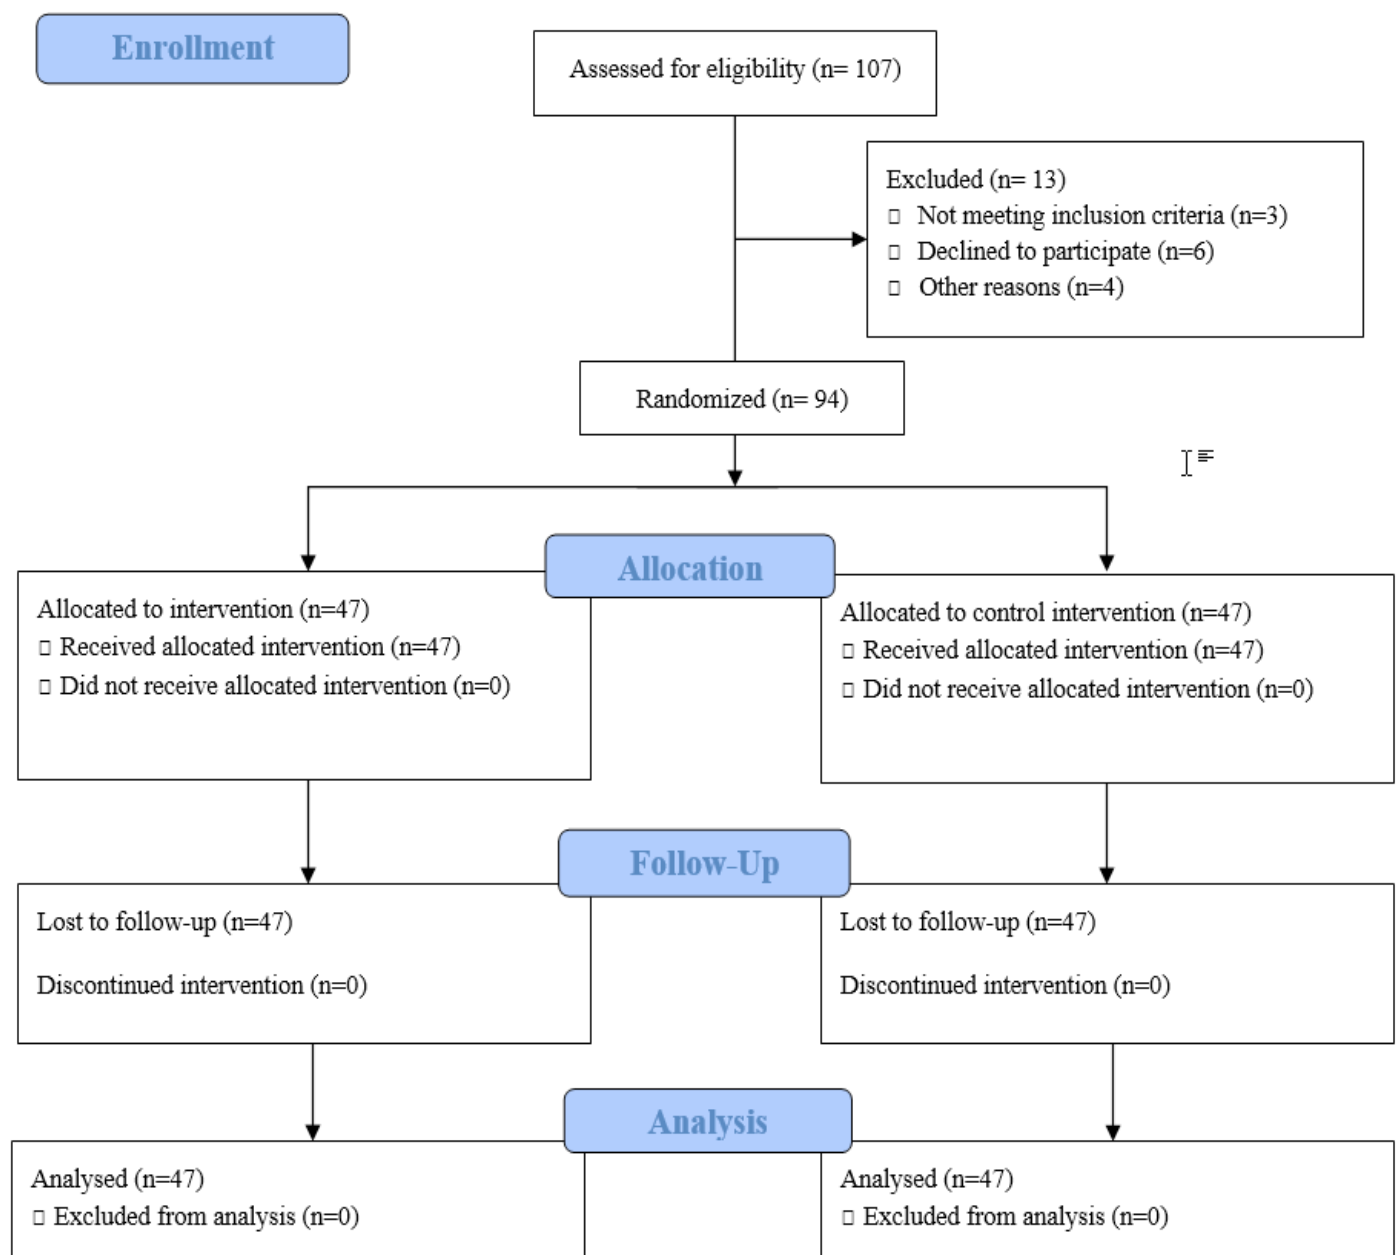 Enrollment
Assessed for eligibility (n= 107)
Excluded (n= 13)
▯ Not meeting inclusion criteria (n=3)
▯ Declined to participate (n=6)
▯ Other reasons (n=4)
Randomized (n= 94)
Allocation
Allocated to intervention (n=47)
▯ Received allocated intervention (n=47)
▯ Did not receive allocated intervention (n=0)
Allocated to control intervention (n=47)
▯ Received allocated intervention (n=47)
▯ Did not receive allocated intervention (n=0)
Follow-Up
Lost to follow-up (n=47)
Discontinued intervention (n=0)
Lost to follow-up (n=47)
Discontinued intervention (n=0)
Analysis
Analysed (n=47)
▯ Excluded from analysis (n=0)
Analysed (n=47)
▯ Excluded from analysis (n=0)